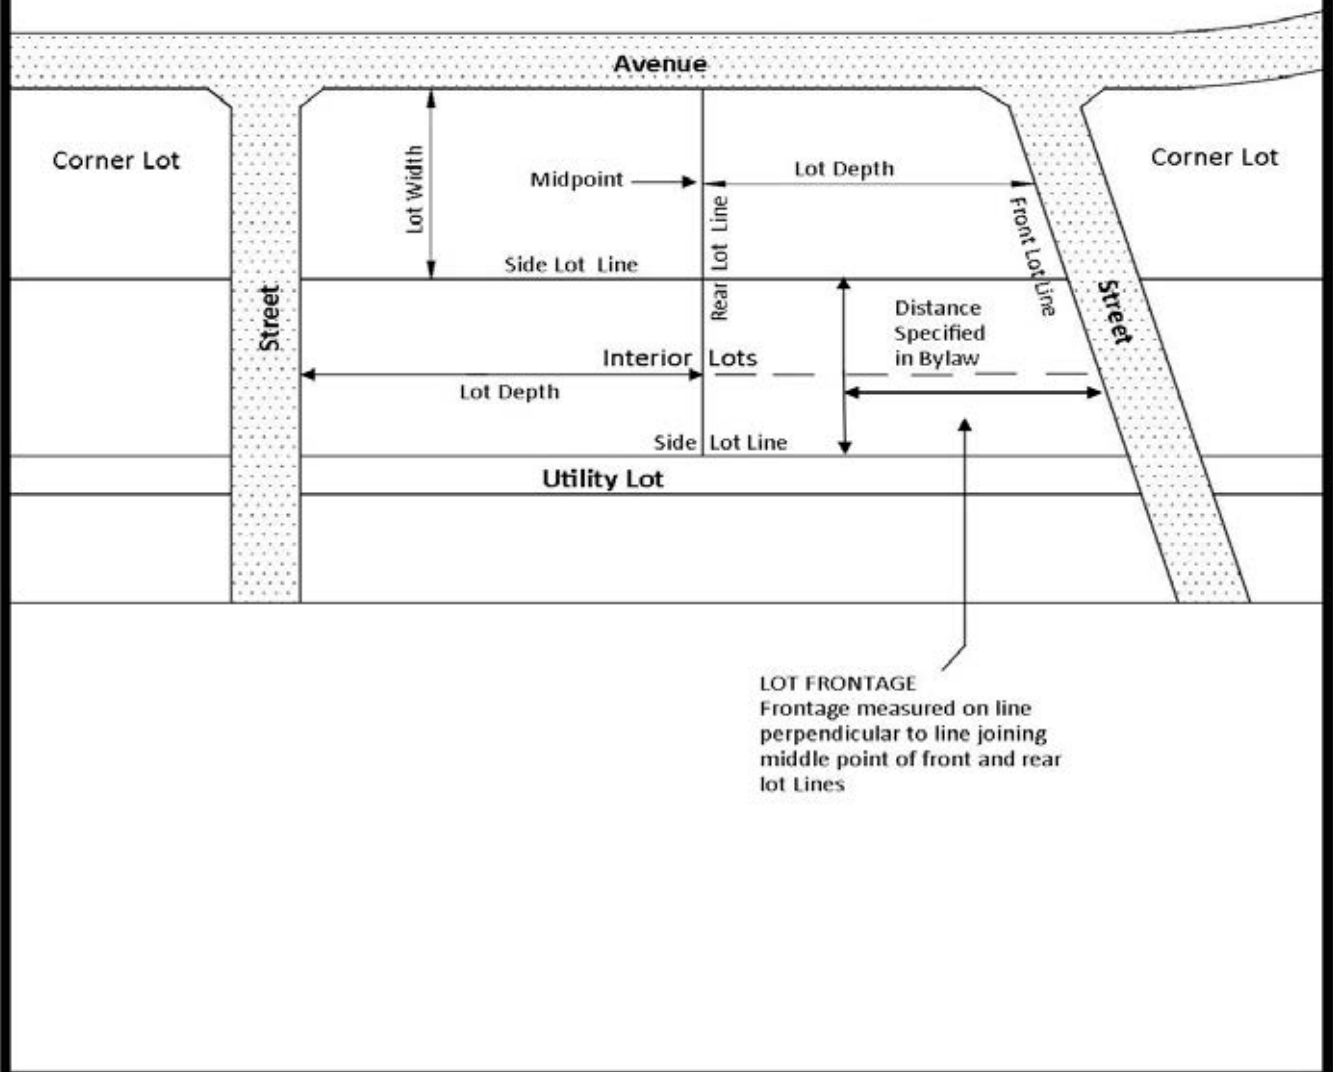 Avenue
Corner Lot
Corner Lot
Lot Width
Midpoint
Lot Depth
Rear Lot Line
Front Lot Line
Side Lot Line
Street
Street
Distance
Specified
in Bylaw
Interior Lots
Lot Depth
Side Lot Line
Utility Lot
LOT FRONTAGE
Frontage measured on line
perpendicular to line joining
middle point of front and rear
lot Lines